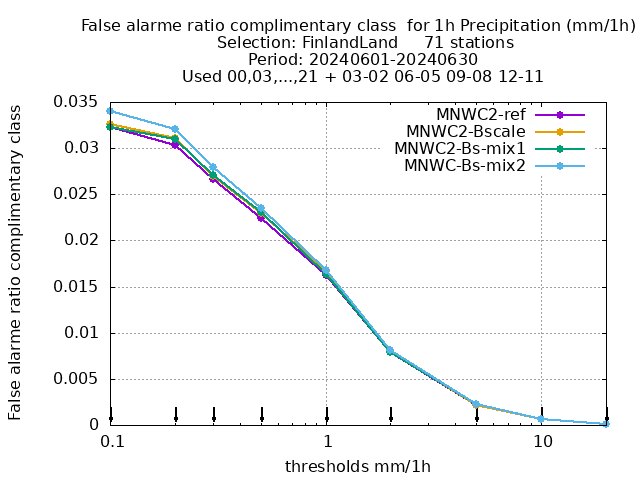 False alarme ratio complimentary class  for 1h Precipitation (mm/1h)
Selection: FinlandLand     71 stations
Period: 20240601-20240630
Used 00,03,...,21 + 03-02 06-05 09-08 12-11
False alarme ratio complimentary class
0.035
0.03
0.025
0.02
0.015
0.01
0.005
0
MNWC2-ref
MNWC2-Bscale
MNWC2-Bs-mix1
MNWC-Bs-mix2
0.1 1 10
thresholds mm/1h